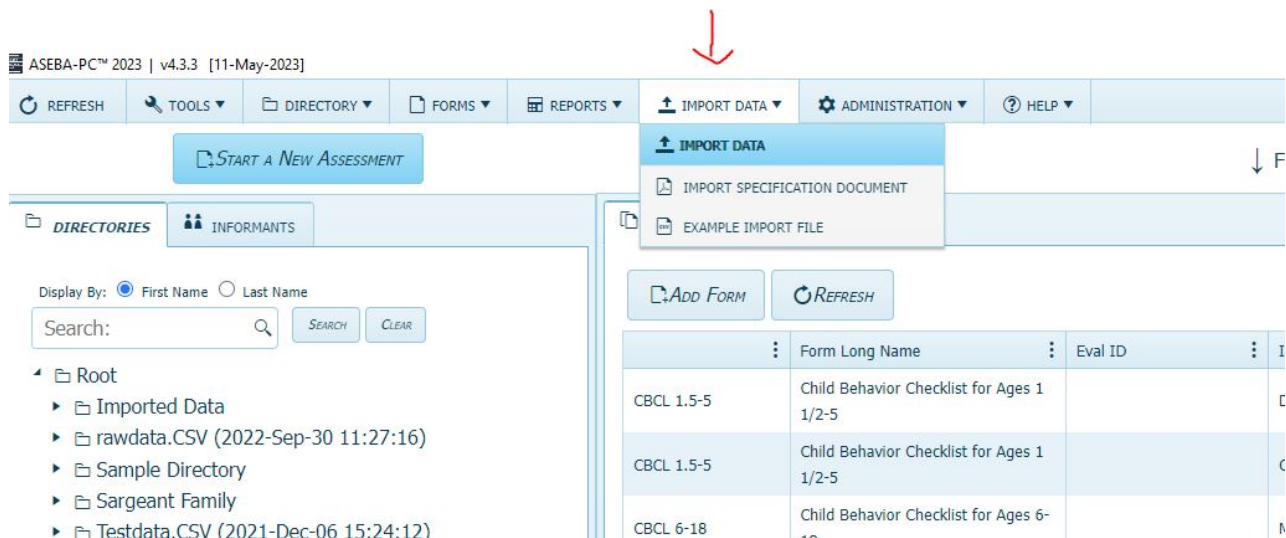 ASEBA-PC™ 2023 | v4.3.3 [11-May-2023]
REFRESH TOOLS ▼ DIRECTORY ▼ FORMS ▼ REPORTS ▼ IMPORT DATA ▼ ADMINISTRATION ▼ HELP ▼
START A NEW ASSESSMENT
IMPORT DATA
IMPORT SPECIFICATION DOCUMENT
EXAMPLE IMPORT FILE
DIRECTORIES INFORMANTS
Display By: First Name Last Name
Search: SEARCH CLEAR
Root
Imported Data
rawdata.CSV (2022-Sep-30 11:27:16)
Sample Directory
Sargeant Family
Testdata.CSV (2021-Dec-06 15:24:12)
ADD FORM REFRESH
Form Long Name Eval ID
CBCL 1.5-5 Child Behavior Checklist for Ages 1
1/2-5
CBCL 1.5-5 Child Behavior Checklist for Ages 1
1/2-5
CBCL 6-18 Child Behavior Checklist for Ages 6-